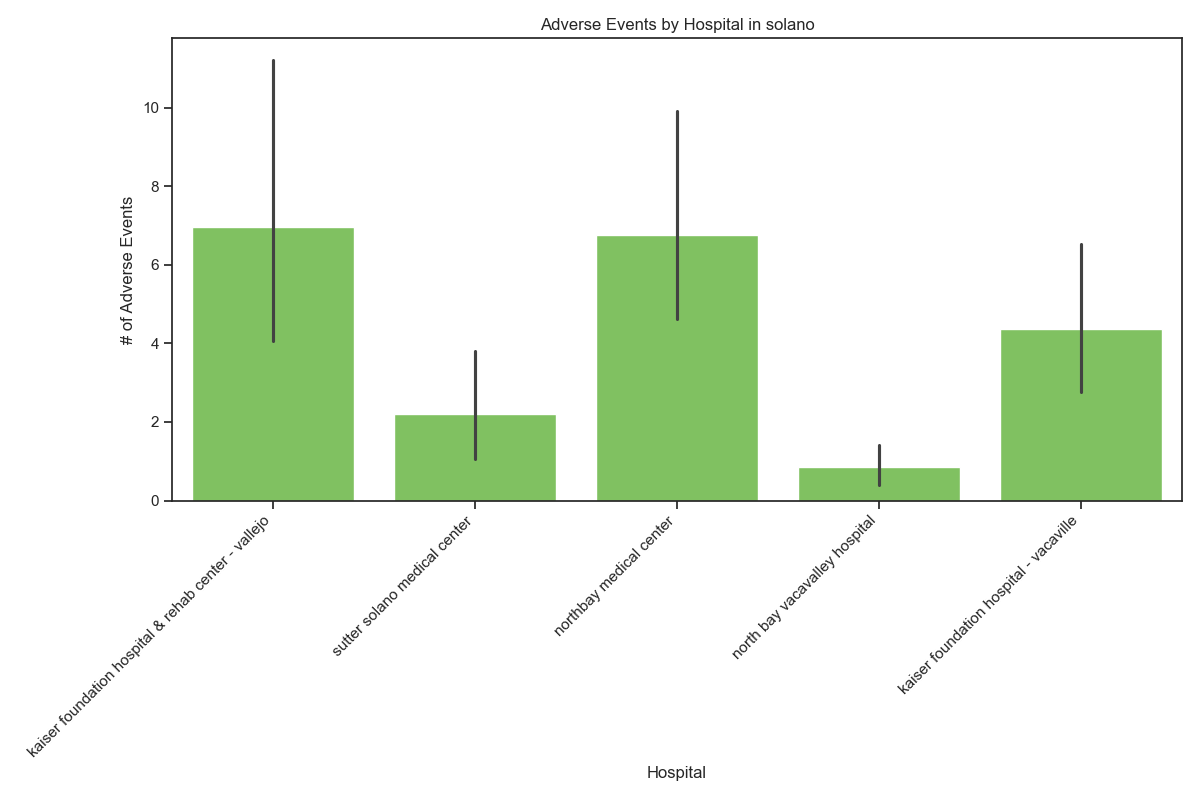 Adverse Events by Hospital in solano
# of Adverse Events
10
8
6
4
2
0
kaiser foundation hospital & rehab center - vallejo
sutter solano medical center
northbay medical center
north bay vacavalley hospital
kaiser foundation hospital - vacaville
Hospital